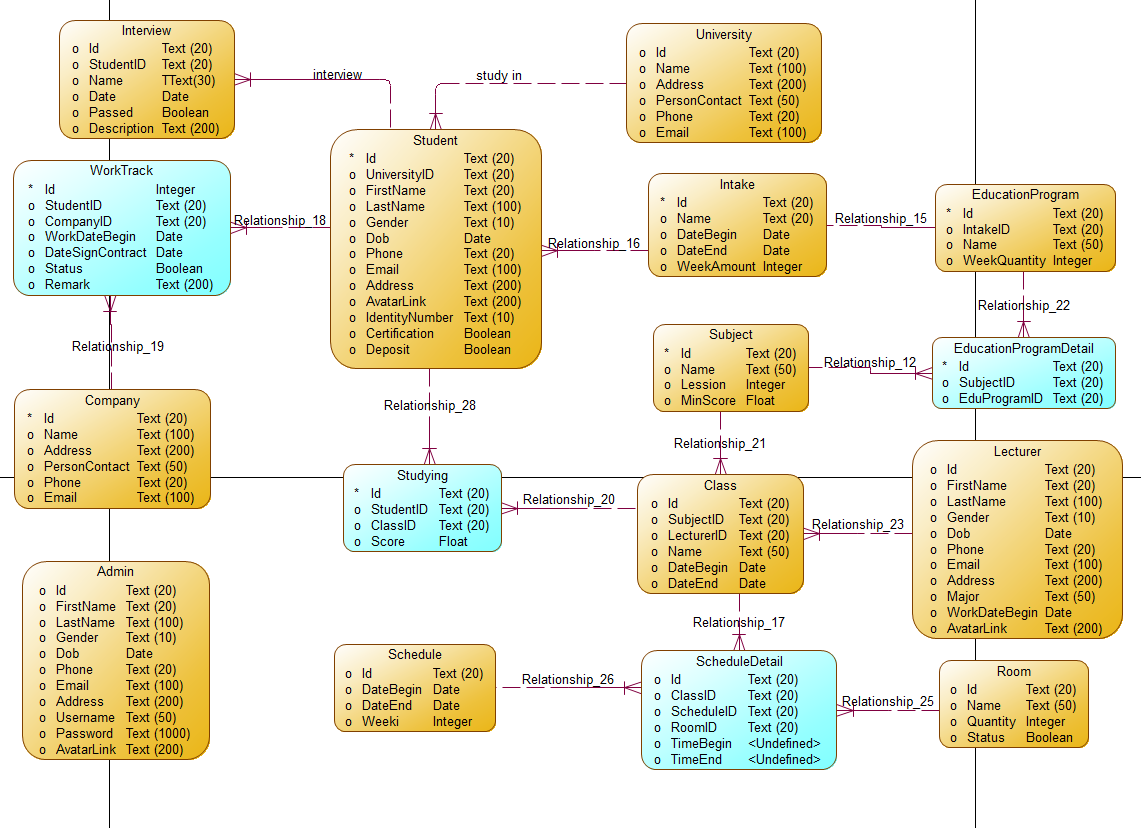 Interview
o Id Text (20)
o StudentID Text (20)
o Name TText(30)
o Date Date
o Passed Boolean
o Description Text (200)
interview
study in
University
o Id Text (20)
o Name Text (100)
o Address Text (200)
o PersonContact Text (50)
o Phone Text (20)
o Email Text (100)
WorkTrack
* Id Integer
o StudentID Text (20)
o CompanyID Text (20)
o WorkDateBegin Date
o DateSignContract Date
o Status Boolean
o Remark Text (200)
Relationship_18
Student
* Id Text (20)
o UniversityID Text (20)
o FirstName Text (20)
o LastName Text (100)
o Gender Text (10)
o Dob Date
o Phone Text (20)
o Email Text (100)
o Address Text (200)
o AvatarLink Text (200)
o IdentityNumber Text (10)
o Certification Boolean
o Deposit Boolean
Relationship_16
Intake
* Id Text (20)
o Name Text (20)
o DateBegin Date
o DateEnd Date
o WeekAmount Integer
Relationship_15
EducationProgram
* Id Text (20)
o IntakeID Text (20)
o Name Text (50)
o WeekQuantity Integer
Relationship_22
Relationship_19
Subject
* Id Text (20)
o Name Text (50)
o Lession Integer
o MinScore Float
Relationship_12
EducationProgramDetail
* Id Text (20)
o SubjectID Text (20)
o EduProgramID Text (20)
Company
* Id Text (20)
o Name Text (100)
o Address Text (200)
o PersonContact Text (50)
o Phone Text (20)
o Email Text (100)
Relationship_28
Relationship_21
Studying
* Id Text (20)
o StudentID Text (20)
o ClassID Text (20)
o Score Float
Relationship_20
Class
o Id Text (20)
o SubjectID Text (20)
o LecturerID Text (20)
o Name Text (50)
o DateBegin Date
o DateEnd Date
Relationship_23
Lecturer
o Id Text (20)
o FirstName Text (20)
o LastName Text (100)
o Gender Text (10)
o Dob Date
o Phone Text (20)
o Email Text (100)
o Address Text (200)
o Major Text (50)
o WorkDateBegin Date
o AvatarLink Text (200)
Admin
o Id Text (20)
o FirstName Text (20)
o LastName Text (100)
o Gender Text (10)
o Dob Date
o Phone Text (20)
o Email Text (100)
o Address Text (200)
o Username Text (50)
o Password Text (1000)
o AvatarLink Text (200)
Relationship_17
Schedule
o Id Text (20)
o DateBegin Date
o DateEnd Date
o Weeki Integer
Relationship_26
ScheduleDetail
o Id Text (20)
o ClassID Text (20)
o ScheduleID Text (20)
o RoomID Text (20)
o TimeBegin <Undefined>
o TimeEnd <Undefined>
Relationship_25
Room
o Id Text (20)
o Name Text (50)
o Quantity Integer
o Status Boolean